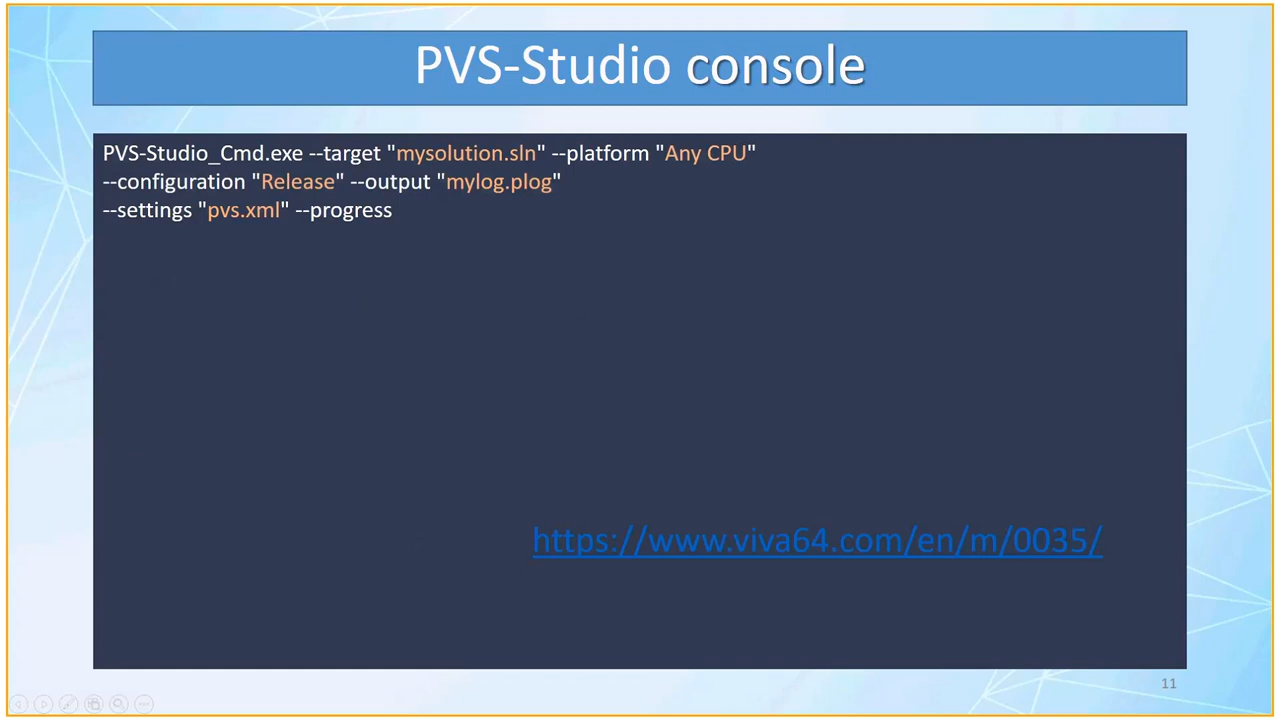 PVS-Studio console
PVS-Studio_Cmd.exe --target "mysolution.sln" --platform "Any CPU"
--configuration "Release" --output "mylog.plog"
--settings "pvs.xml" --progress
https://www.viva64.com/en/m/0035/
11